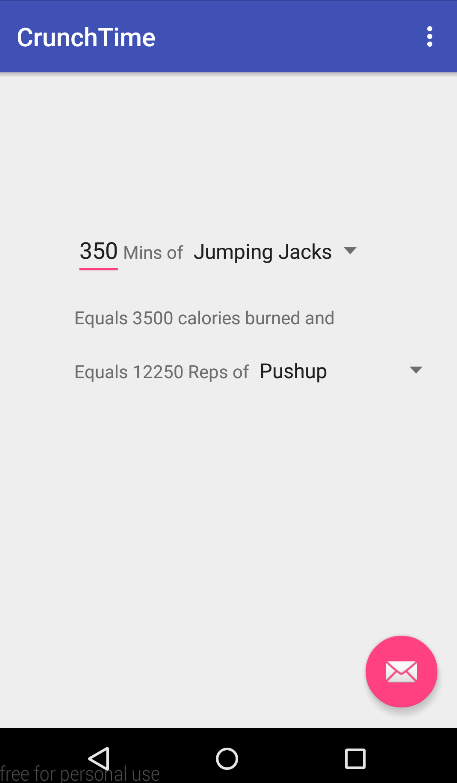 CrunchTime
350 Mins of Jumping Jacks
Equals 3500 calories burned and
Equals 12250 Reps of Pushup
free for personal use